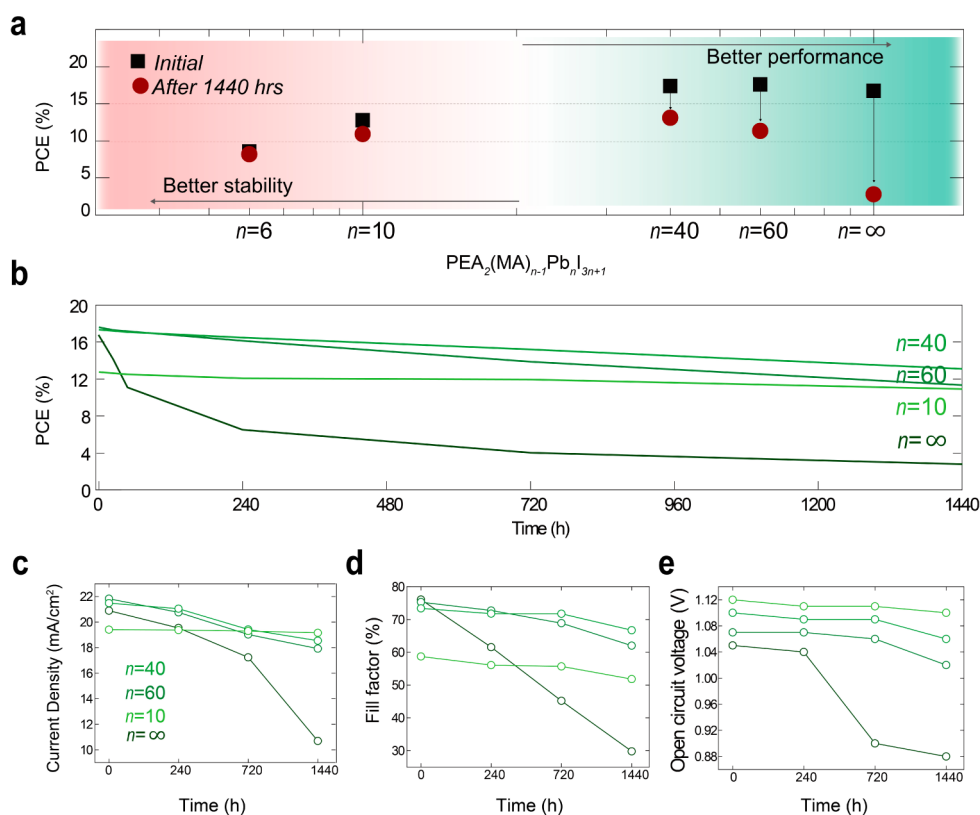 a
Initial
After 1440 hrs
Better performance
Better stability
PCE (%)
20
15
10
5
0
n=6 n=10 n=40 n=60 n=∞
PEA₂(MA)ₙ₋₁PbₙI₃ₙ₊₁
b
PCE (%)
20
16
12
8
4
0
n=40
n=60
n=10
n=∞
0 240 480 720 960 1200 1440
Time (h)
c
Current Density (mA/cm²)
22
20
18
16
14
12
10
n=40
n=60
n=10
n=∞
0 240 720 1440
Time (h)
d
Fill factor (%)
80
70
60
50
40
30
0 240 720 1440
Time (h)
e
Open circuit voltage (V)
1.12
1.08
1.04
1.00
0.96
0.92
0.88
0 240 720 1440
Time (h)